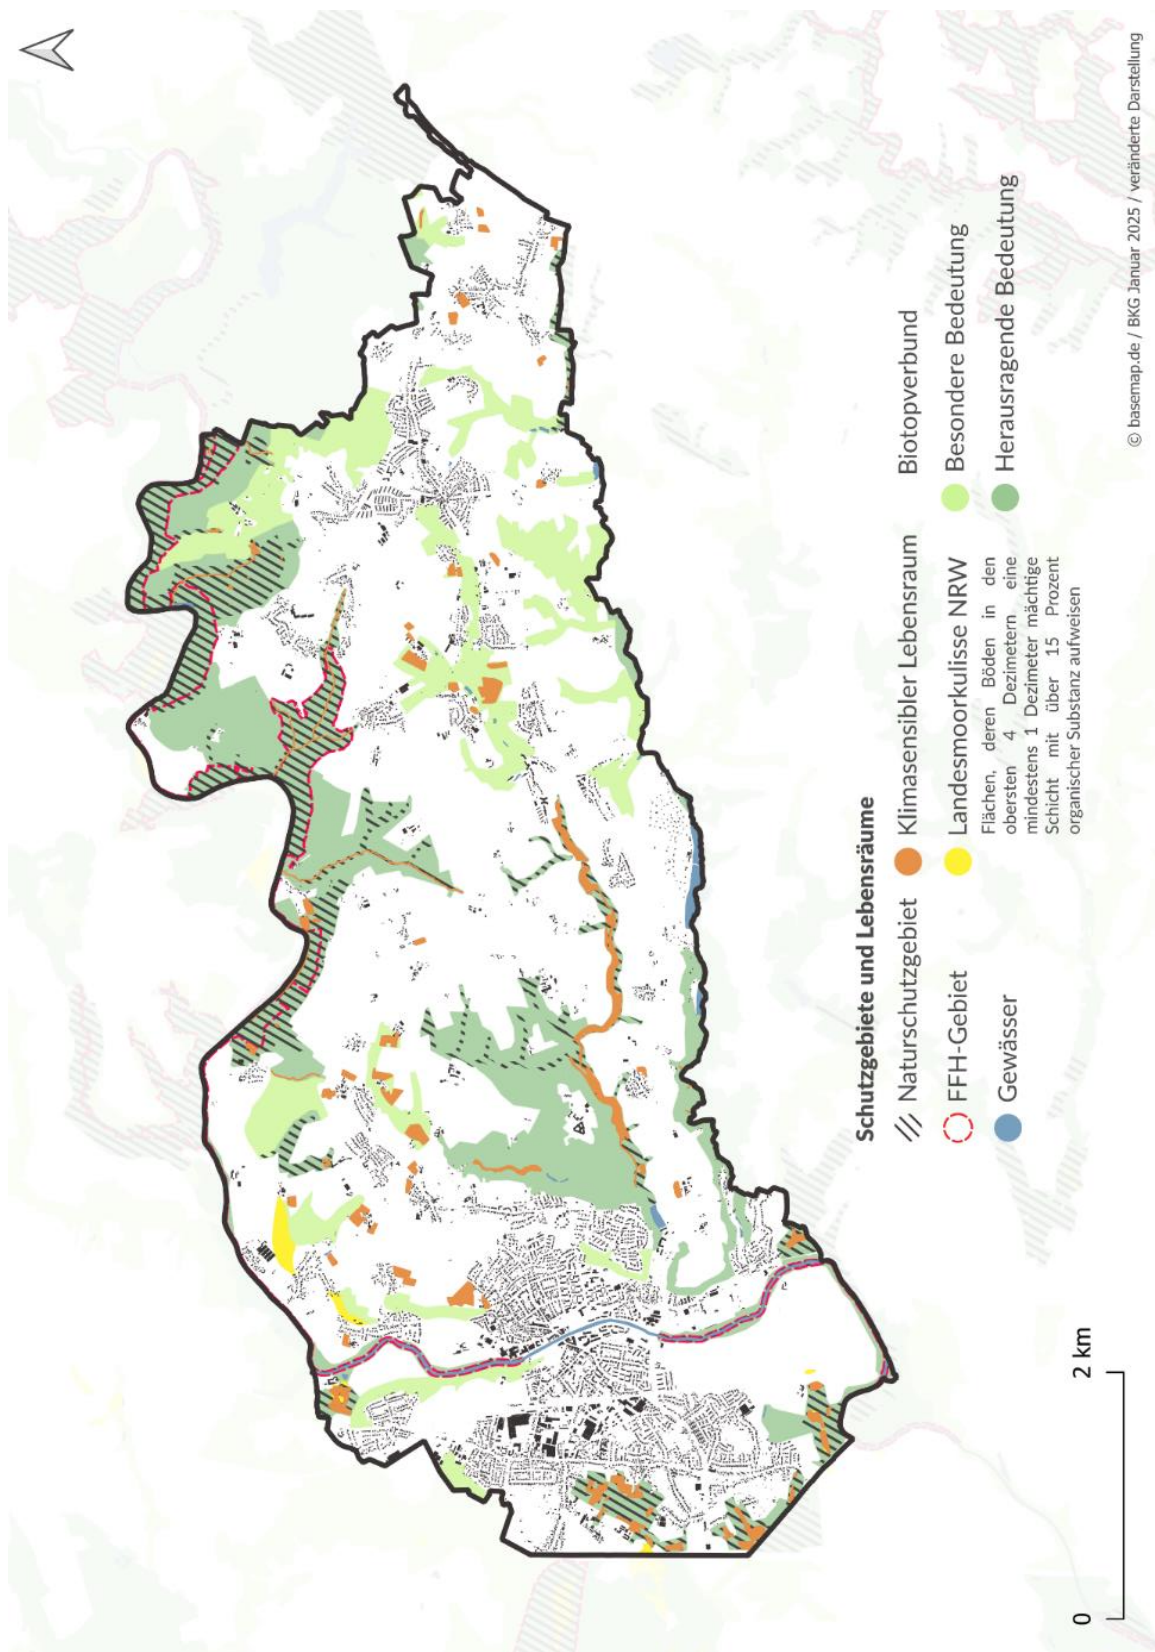 Schutzgebiete und Lebensräume
Naturschutzgebiet
FFH-Gebiet
Gewässer
Klimasensibler Lebensraum
Landesmoorkulisse NRW
Flächen, deren Böden in den
obersten 4 Dezimetern eine
mindestens 1 Dezimeter mächtige
Schicht mit über 15 Prozent
organischer Substanz aufweisen
Biotopverbund
Besondere Bedeutung
Herausragende Bedeutung
0 2 km
© basemap.de / BKG Januar 2025 / veränderte Darstellung